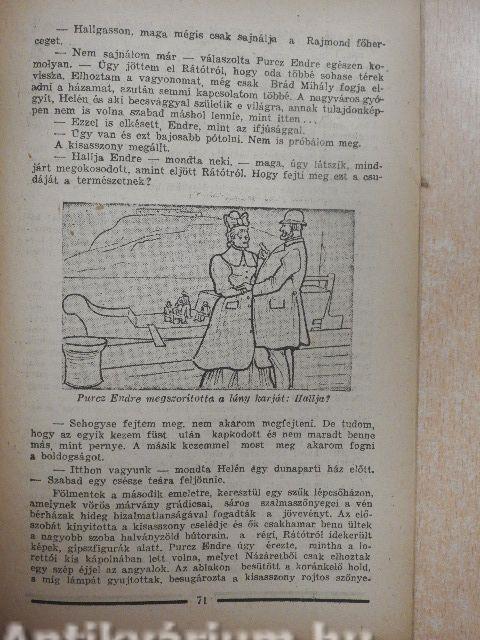 — Hallgasson, maga mégis csak sajnálja a Rajmond főher-
ceget.
— Nem sajnálom már — válaszolta Purcz Endre egészen ko-
molyan. — Úgy jöttem el Rátótról, hogy oda többé sohase térek
vissza. Elhoztam a vagyonomat, még csak Brád Mihály fogja el-
adni a házamat, azután semmi kapcsolatom többé. A nagyváros gyó-
gyít, Helén és aki becsvággyal születik e világra, annak tulajdonkép-
pen nem is volna szabad máshol lennie, mint itten...
— Ezzel is elkésett, Endre, mint az ifjúsággal.
— Úgy van és ezt bajosabb pótolni. Nem is próbálom meg.
A kisasszony megállt.
— Hallja Endre — mondta neki, — maga, úgy látszik, mind-
járt megokosodott, amint eljött Rátótról. Hogy fejti meg ezt a csu-
dáját a természetnek?
Purcz Endre megszorította a lány karját: Hallja?
— Sehogyse fejtem meg, nem akarom megfejteni. De tudom,
hogy az egyik kezem füst után kapkodott és nem maradt benne
más, mint pernye. A másik kezemmel most meg akarom fogni
a boldogságot.
— Itthon vagyunk — mondta Helén egy dunaparti ház előtt.
— Szabad egy csésze teára feljönnie.
Fölmentek a második emeletre, keresztül egy szűk lépcsőházon,
amelynek vörös márvány grádicsai, sáros szalmaszőnyegei a vén
bérházak hideg bizalmatlanságával fogadták a jövevényt. Az elő-
szobát kinyitotta a kisasszony cselédje és ők csakhamar benn ültek
a nagyobb szoba halványzöld bútorain, a régi, Rátótról idekerült
képek, gipszfigurák alatt. Purcz Endre úgy érezte, mintha a lo-
rettói kis kápolnában lett volna, melyet Názáretből csak elhoztak
egy szép éjjel az angyalok. Az ablakon besütött a koránkelő hold,
a míg lámpát gyujtottak, besugározta a kisasszony rojtos szőnye-
71
Antikvárium.hu